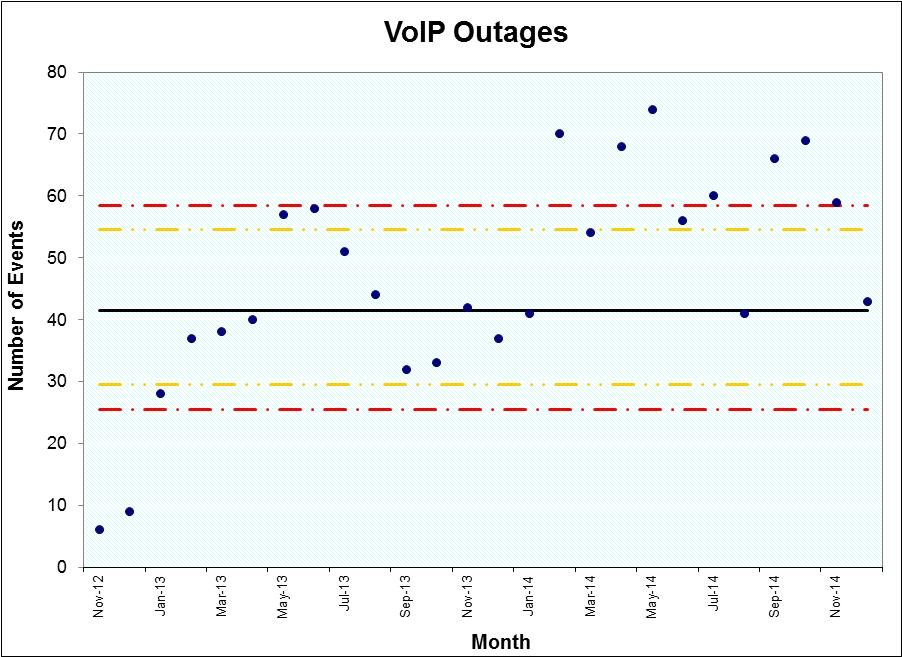 VoIP Outages
80
70
60
50
40
30
20
10
0
Number of Events
Nov-12
Jan-13
Mar-13
May-13
Jul-13
Sep-13
Nov-13
Jan-14
Mar-14
May-14
Jul-14
Sep-14
Nov-14
Month